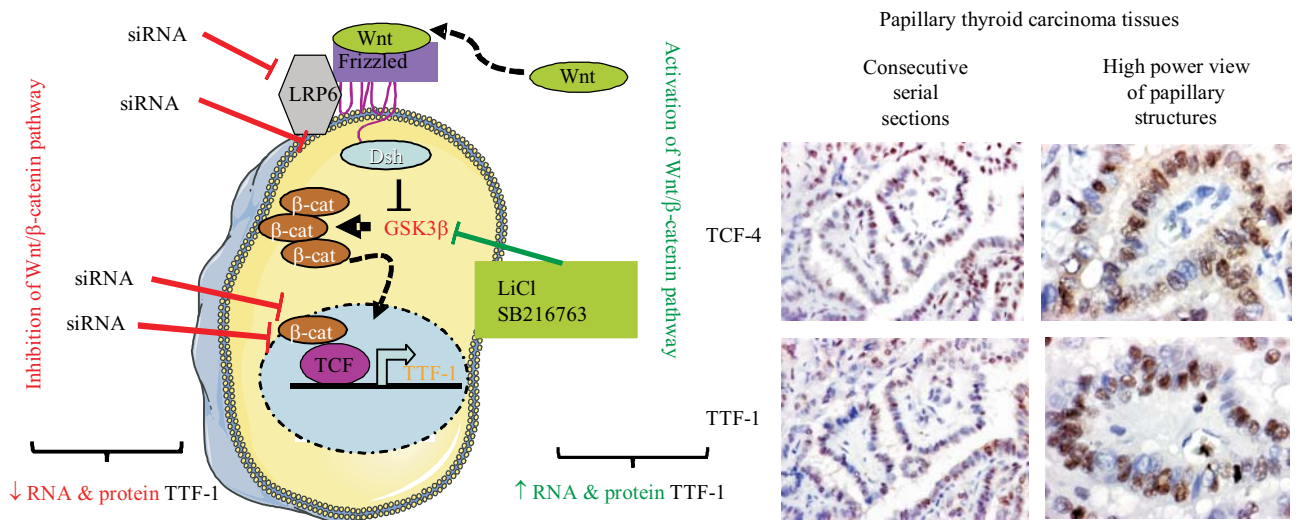 siRNA
Wnt
Frizzled
Wnt
LRP6
siRNA
Dsh
Inhibition of Wnt/β-catenin pathway
Activation of Wnt/β-catenin pathway
β-cat
β-cat
GSK3β
β-cat
siRNA
LiCl
SB216763
siRNA
β-cat
TCF
TTF-1
↓ RNA & protein TTF-1
↑ RNA & protein TTF-1
Papillary thyroid carcinoma tissues
Consecutive
serial
sections
High power view
of papillary
structures
TCF-4
TTF-1